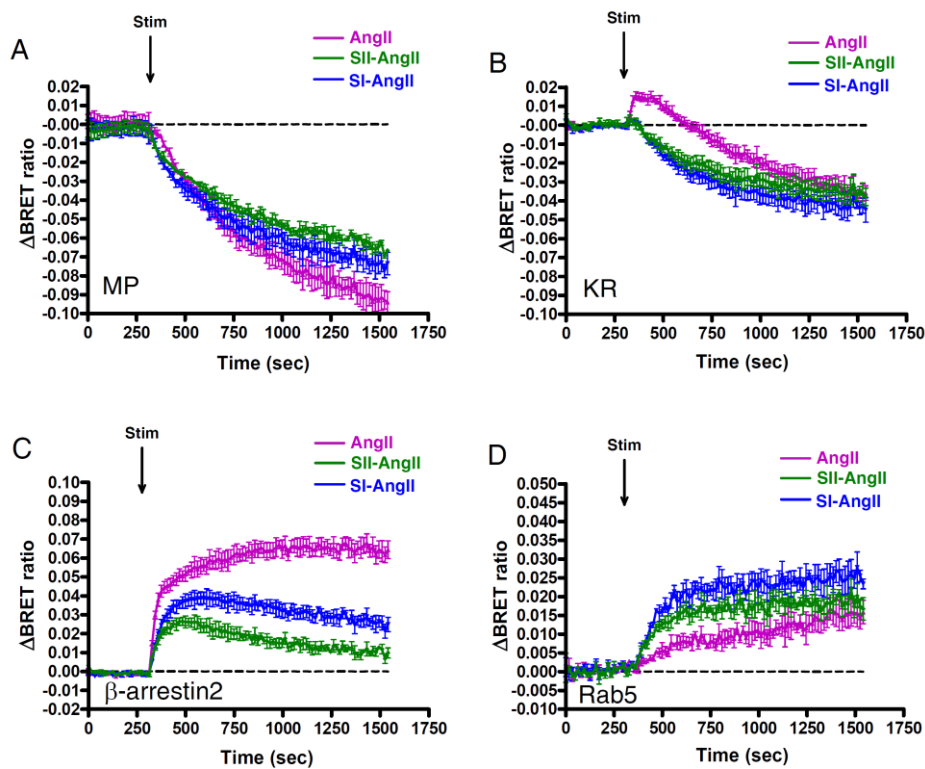 Stim
A
AngII
SII-AngII
SI-AngII
0.02
0.01
-0.00
-0.01
-0.02
-0.03
-0.04
-0.05
-0.06
-0.07
-0.08
-0.09
-0.10
ΔBRET ratio
MP
0 250 500 750 1000 1250 1500 1750
Time (sec)
Stim
B
AngII
SII-AngII
SI-AngII
0.02
0.01
-0.00
-0.01
-0.02
-0.03
-0.04
-0.05
-0.06
-0.07
-0.08
-0.09
-0.10
ΔBRET ratio
KR
0 250 500 750 1000 1250 1500 1750
Time (sec)
Stim
C
AngII
SII-AngII
SI-AngII
0.10
0.09
0.08
0.07
0.06
0.05
0.04
0.03
0.02
0.01
0.00
-0.01
-0.02
ΔBRET ratio
β-arrestin2
0 250 500 750 1000 1250 1500 1750
Time (sec)
Stim
D
AngII
SII-AngII
SI-AngII
0.050
0.045
0.040
0.035
0.030
0.025
0.020
0.015
0.010
0.005
0.000
-0.005
-0.010
ΔBRET ratio
Rab5
0 250 500 750 1000 1250 1500 1750
Time (sec)